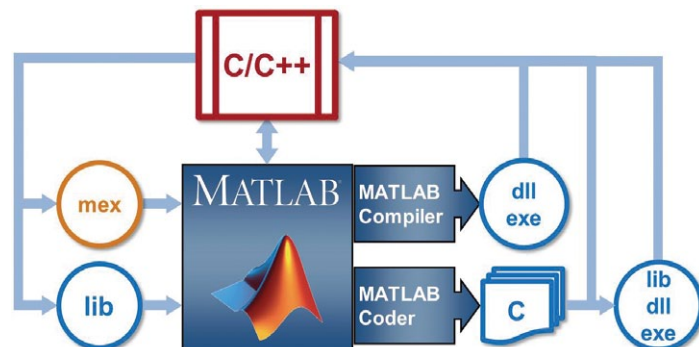 C/C++
mex
MATLAB®
MATLAB
Compiler
dll
exe
lib
MATLAB
Coder
C
lib
dll
exe